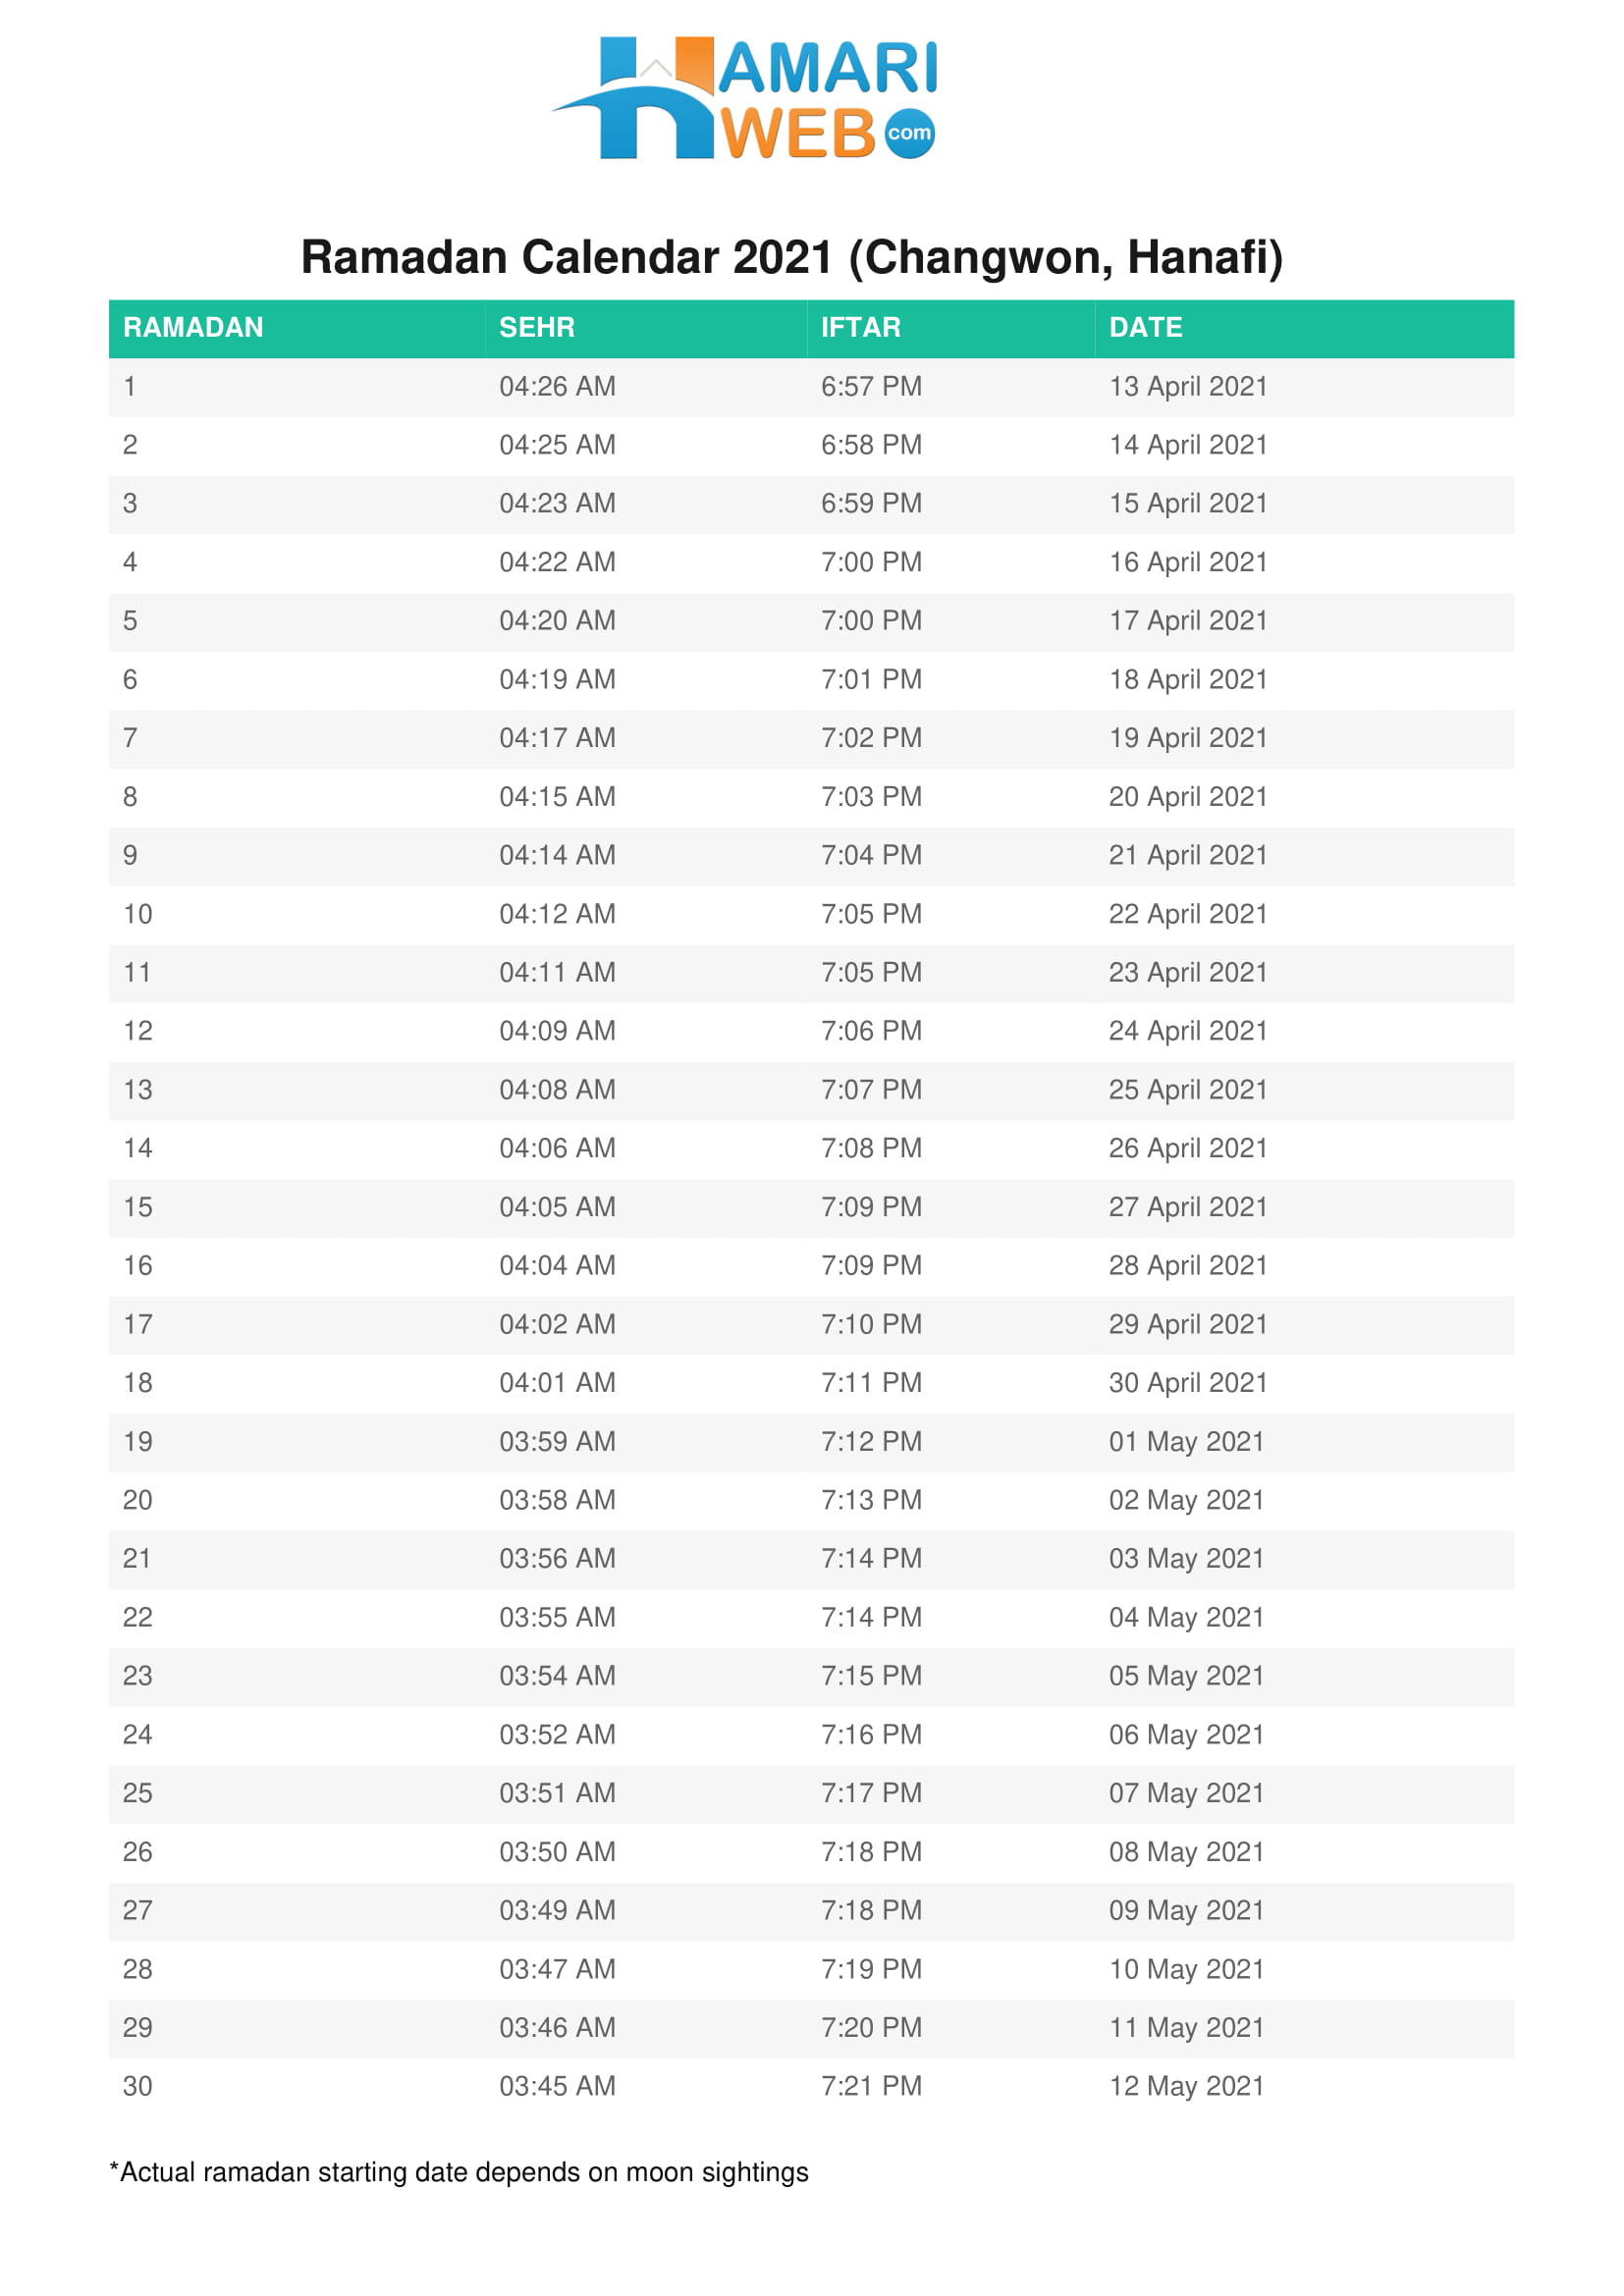 HAMARI
WEB com
Ramadan Calendar 2021 (Changwon, Hanafi)
RAMADAN SEHR IFTAR DATE
1 04:26 AM 6:57 PM 13 April 2021
2 04:25 AM 6:58 PM 14 April 2021
3 04:23 AM 6:59 PM 15 April 2021
4 04:22 AM 7:00 PM 16 April 2021
5 04:20 AM 7:00 PM 17 April 2021
6 04:19 AM 7:01 PM 18 April 2021
7 04:17 AM 7:02 PM 19 April 2021
8 04:15 AM 7:03 PM 20 April 2021
9 04:14 AM 7:04 PM 21 April 2021
10 04:12 AM 7:05 PM 22 April 2021
11 04:11 AM 7:05 PM 23 April 2021
12 04:09 AM 7:06 PM 24 April 2021
13 04:08 AM 7:07 PM 25 April 2021
14 04:06 AM 7:08 PM 26 April 2021
15 04:05 AM 7:09 PM 27 April 2021
16 04:04 AM 7:09 PM 28 April 2021
17 04:02 AM 7:10 PM 29 April 2021
18 04:01 AM 7:11 PM 30 April 2021
19 03:59 AM 7:12 PM 01 May 2021
20 03:58 AM 7:13 PM 02 May 2021
21 03:56 AM 7:14 PM 03 May 2021
22 03:55 AM 7:14 PM 04 May 2021
23 03:54 AM 7:15 PM 05 May 2021
24 03:52 AM 7:16 PM 06 May 2021
25 03:51 AM 7:17 PM 07 May 2021
26 03:50 AM 7:18 PM 08 May 2021
27 03:49 AM 7:18 PM 09 May 2021
28 03:47 AM 7:19 PM 10 May 2021
29 03:46 AM 7:20 PM 11 May 2021
30 03:45 AM 7:21 PM 12 May 2021
*Actual ramadan starting date depends on moon sightings